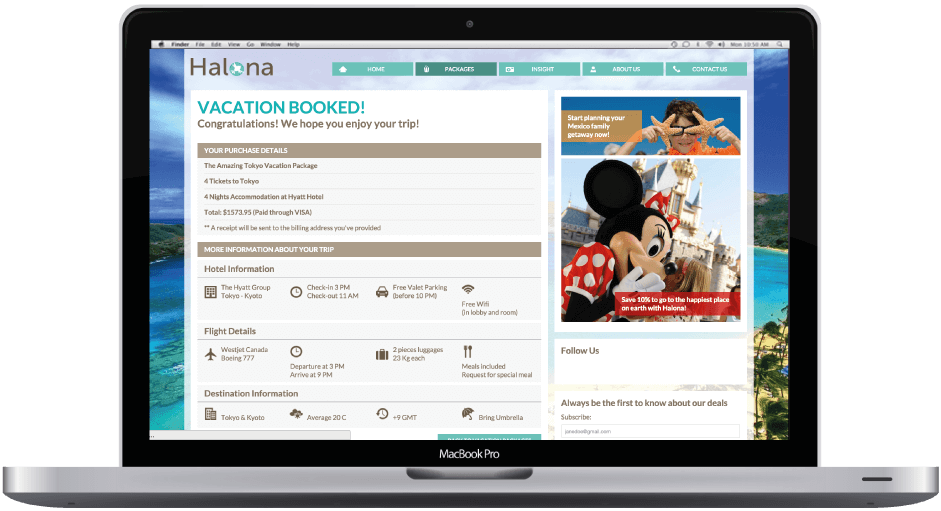 Finder File Edit View Go Window Help
Mon 10:50 AM
Halona
HOME
PACKAGES
INSIGHT
ABOUT US
CONTACT US
VACATION BOOKED!
Congratulations! We hope you enjoy your trip!
YOUR PURCHASE DETAILS
The Amazing Tokyo Vacation Package
4 Tickets to Tokyo
4 Nights Accommodation at Hyatt Hotel
Total: $1573.95 (Paid through VISA)
** A receipt will be sent to the billing address you've provided
MORE INFORMATION ABOUT YOUR TRIP
Hotel Information
The Hyatt Group
Tokyo - Kyoto
Check-in 3 PM
Check-out 11 AM
Free Valet Parking
(before 10 PM)
Free Wifi
(in lobby and room)
Flight Details
Westjet Canada
Boeing 777
Departure at 3 PM
Arrive at 9 PM
2 pieces luggages
23 Kg each
Meals Included
Request for special meal
Destination Information
Tokyo & Kyoto
Average 20 C
+9 GMT
Bring Umbrella
Start planning your
Mexico family
getaway now!
Save 10% to go to the happiest place
on earth with Halona!
Follow Us
Always be the first to know about our deals
Subscribe:
janedoe@gmail.com
MacBook Pro